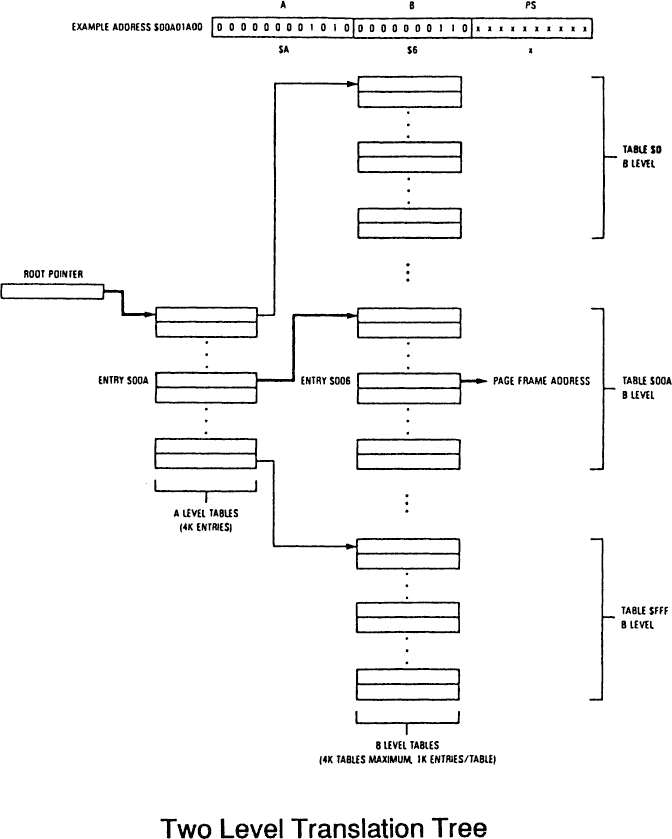 A B PS
EXAMPLE ADDRESS $00A01A00 0 0 0 0 0 0 0 0 1 0 1 0 0 0 0 0 0 0 0 1 1 0 x x x x x x x x x x
$A $6 x
TABLE $0
B LEVEL
ROOT POINTER
ENTRY $00A
ENTRY $006
PAGE FRAME ADDRESS
TABLE $00A
B LEVEL
A LEVEL TABLES
(4K ENTRIES)
TABLE $FFF
B LEVEL
B LEVEL TABLES
(4K TABLES MAXIMUM, 1K ENTRIES/TABLE)
Two Level Translation Tree